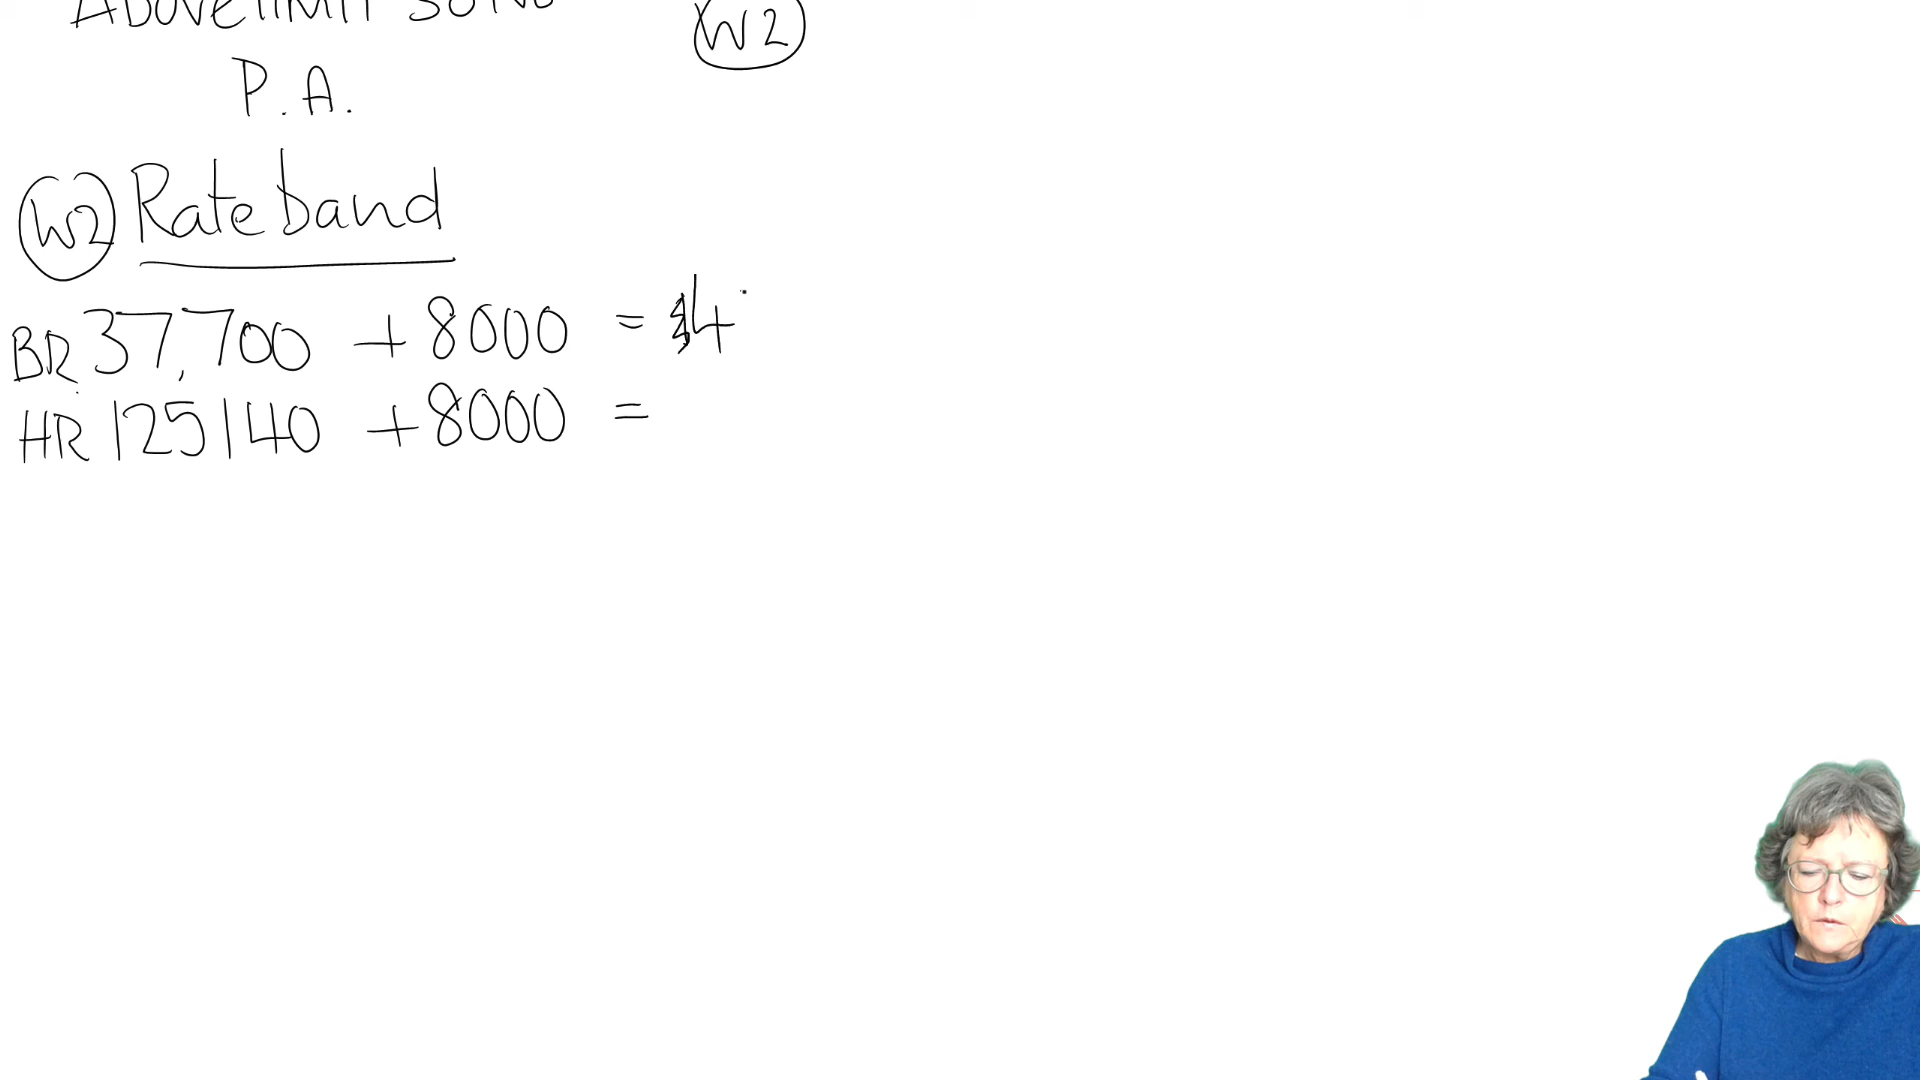 W2
P.A.
W2 Rate band
BR 37,700 + 8000 = 4
HR 125140 + 8000 =